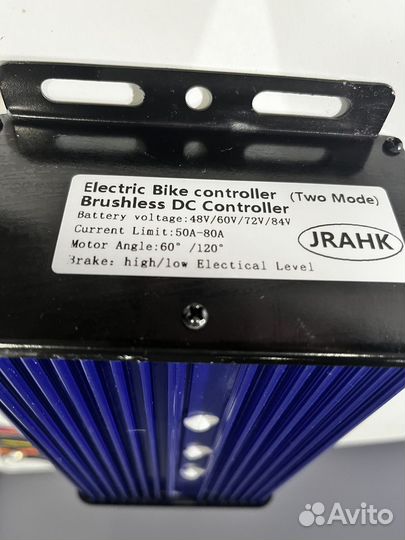 Electric Bike controller (Two Mode)
Brushless DC Controller
Battery voltage:48V/60V/72V/84V
Current Limit:50A-80A
Motor Angle:60° /120°
Brake: high/low Electical Level
JRAHK
Avito